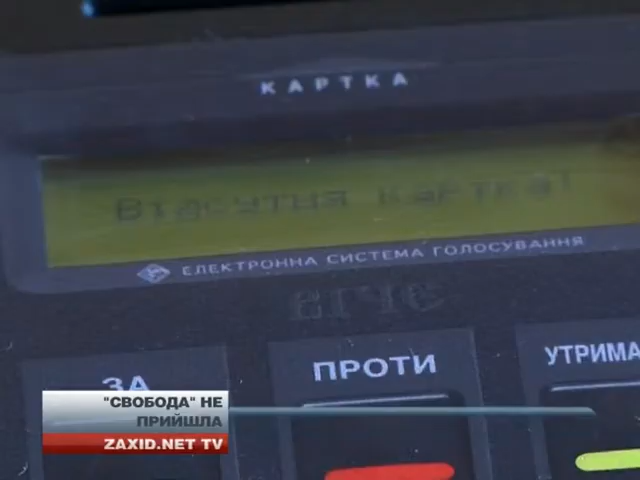 КАРТКА
Відсутня картка!
ЕЛЕКТРОННА СИСТЕМА ГОЛОСУВАННЯ
ЗА
ПРОТИ
УТРИМА
"СВОБОДА" НЕ
ПРИЙШЛА
ZAXID.NET TV